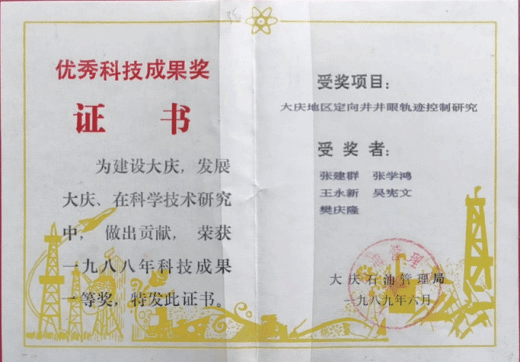 优秀科技成果奖
证书
为建设大庆，发展
大庆、在科学技术研究
中，做出贡献，荣获
一九八八年科技成果
一等奖，特发此证书。
受奖项目：
大庆地区定向井井眼轨迹控制研究
受奖者：
张建群 张学鸿
王永新 吴宪文
樊庆隆
大庆石油管理局
一九八九年六月